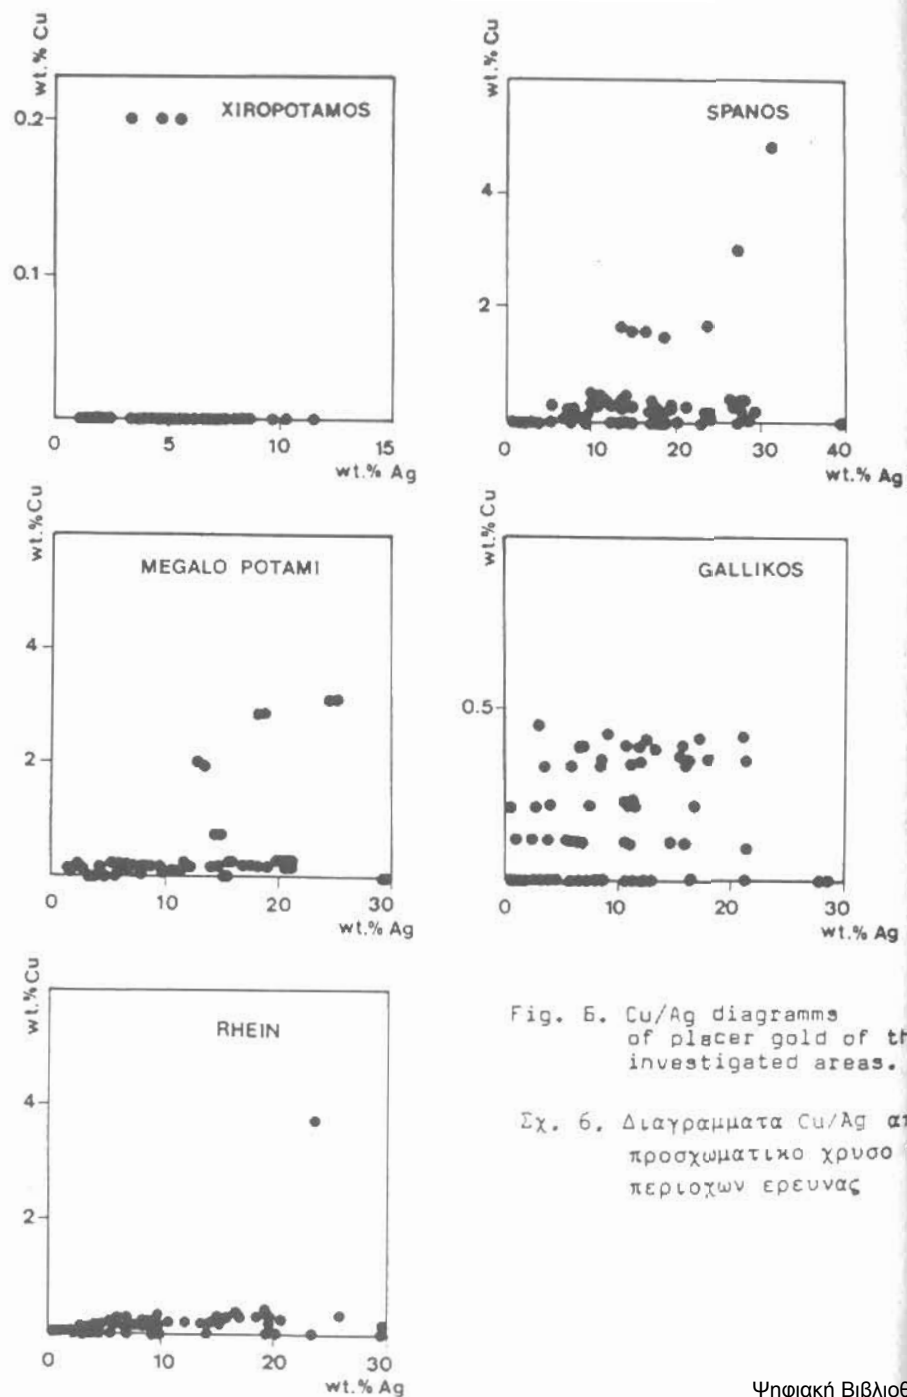 wt.% Cu
0.2
0.1
XIROPOTAMOS
0 5 10 15
wt.% Ag
wt.% Cu
4
2
SPANOS
0 10 20 30 40
wt.% Ag
wt.% Cu
4
2
MEGALO POTAMI
0 10 20 30
wt.% Ag
wt.% Cu
0.5
GALLIKOS
0 10 20 30
wt.% Ag
wt.% Cu
4
2
RHEIN
0 10 20 30
wt.% Ag
Fig. 6. Cu/Ag diagramms
of placer gold of th
investigated areas.
Σχ. 6. Διαγραμματα Cu/Ag απ
προσχωματικο χρυσο
περιοχων ερευνας
Ψηφιακή Βιβλιοθ